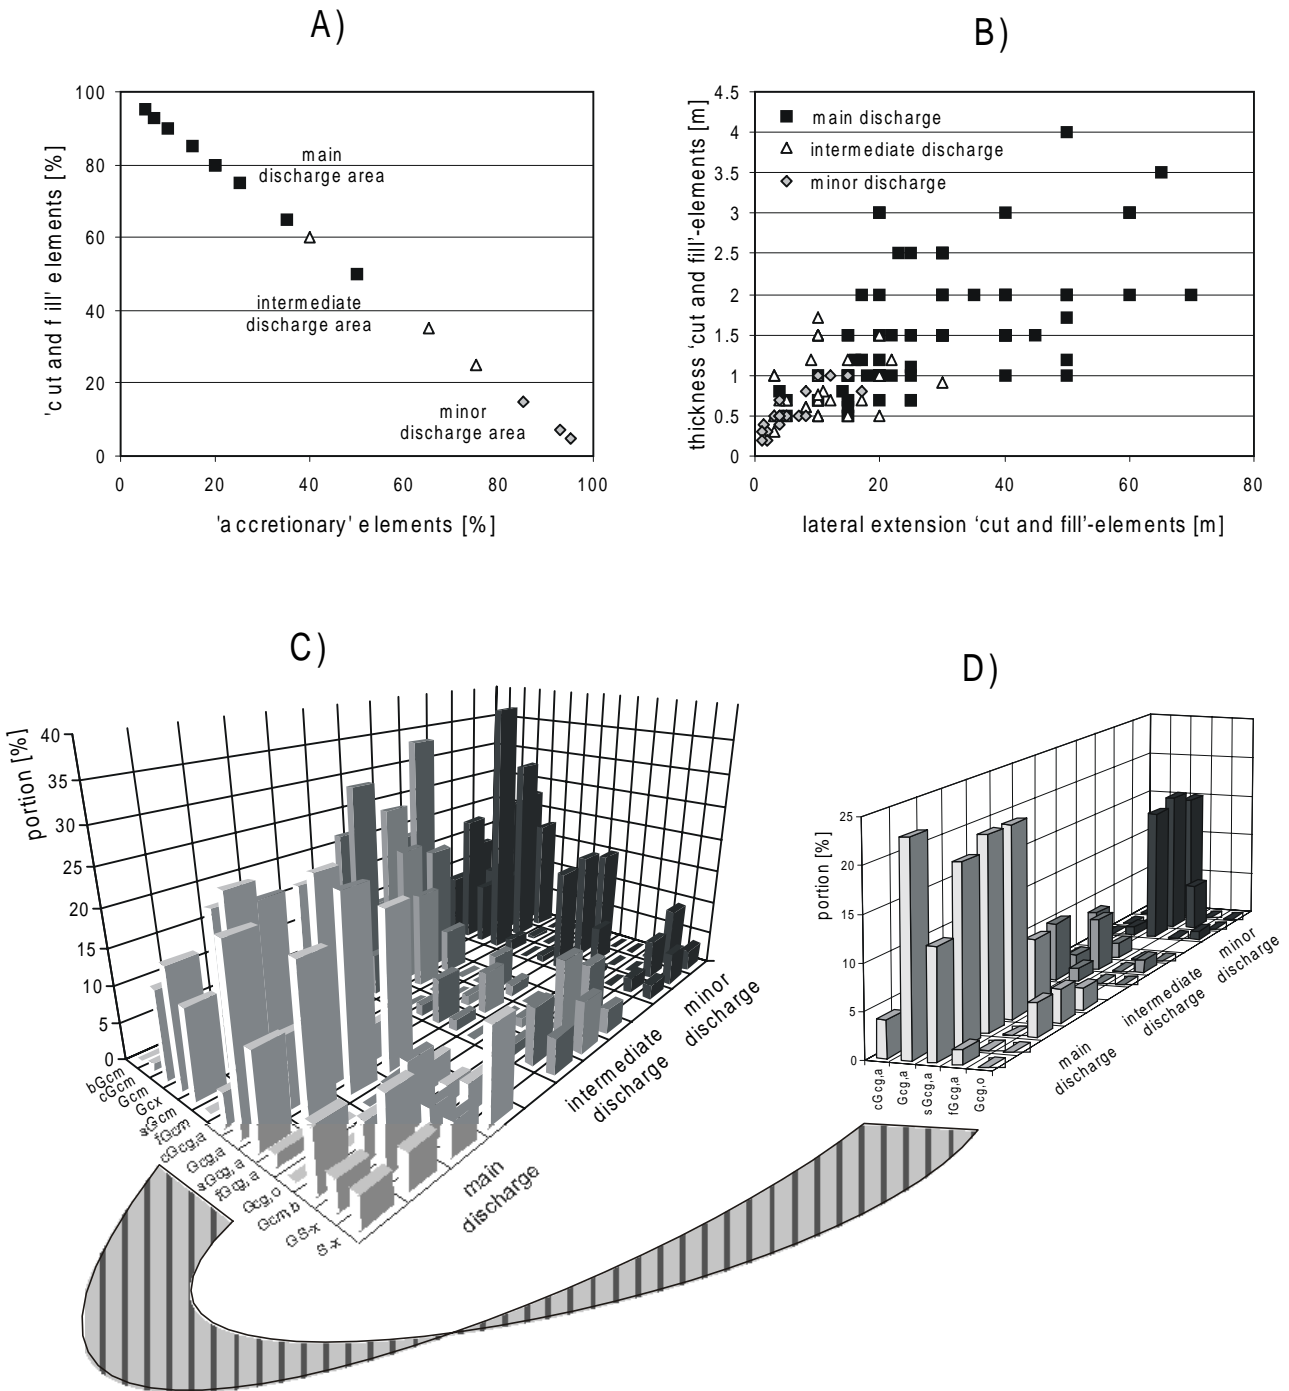 A)
100
80
60
40
20
0
'cut and fill' elements [%]
main
discharge area
intermediate
discharge area
minor
discharge area
0 20 40 60 80 100
'accretionary' elements [%]
B)
4.5
4
3.5
3
2.5
2
1.5
1
0.5
0
thickness ‘cut and fill’-elements [m]
main discharge
intermediate discharge
minor discharge
0 20 40 60 80
lateral extension ‘cut and fill’-elements [m]
C)
portion [%]
40
35
30
25
20
15
10
5
0
bGcm
cGcm
Gcm
Gcx
sGcm
fGcm
cGcg,a
Gcg,a
sGcg,a
fGcg,a
Gcg,o
Gcm,b
GS-x
S-x
main
discharge
intermediate
discharge
minor
discharge
D)
portion [%]
25
20
15
10
5
0
cGcg,a
Gcg,a
sGcg,a
fGcg,a
Gcg,o
main
discharge
intermediate
discharge
minor
discharge